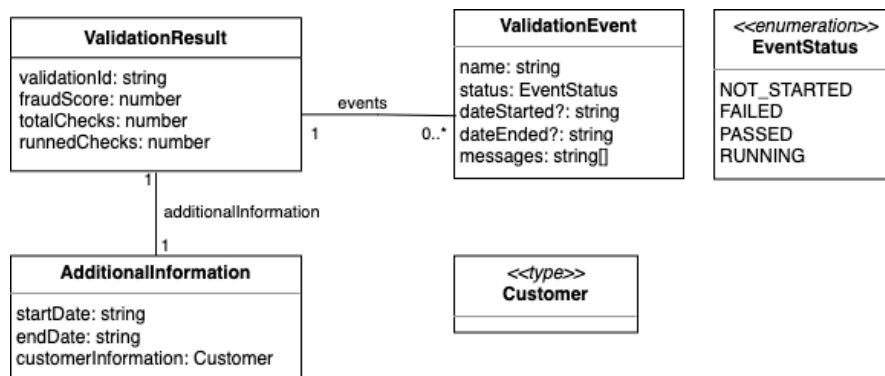 ValidationResult
validationId: string
fraudScore: number
totalChecks: number
runnedChecks: number
events
1
0..*
ValidationEvent
name: string
status: EventStatus
dateStarted?: string
dateEnded?: string
messages: string[]
<<enumeration>>
EventStatus
NOT_STARTED
FAILED
PASSED
RUNNING
1
additionalInformation
1
AdditionalInformation
startDate: string
endDate: string
customerInformation: Customer
<<type>>
Customer